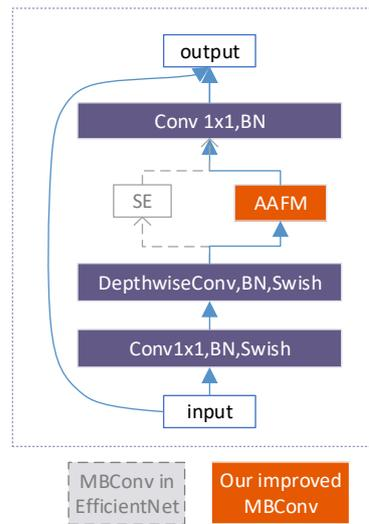 output
Conv 1x1,BN
SE
AAFM
DepthwiseConv,BN,Swish
Conv1x1,BN,Swish
input
MBConv in
EfficientNet
Our improved
MBConv